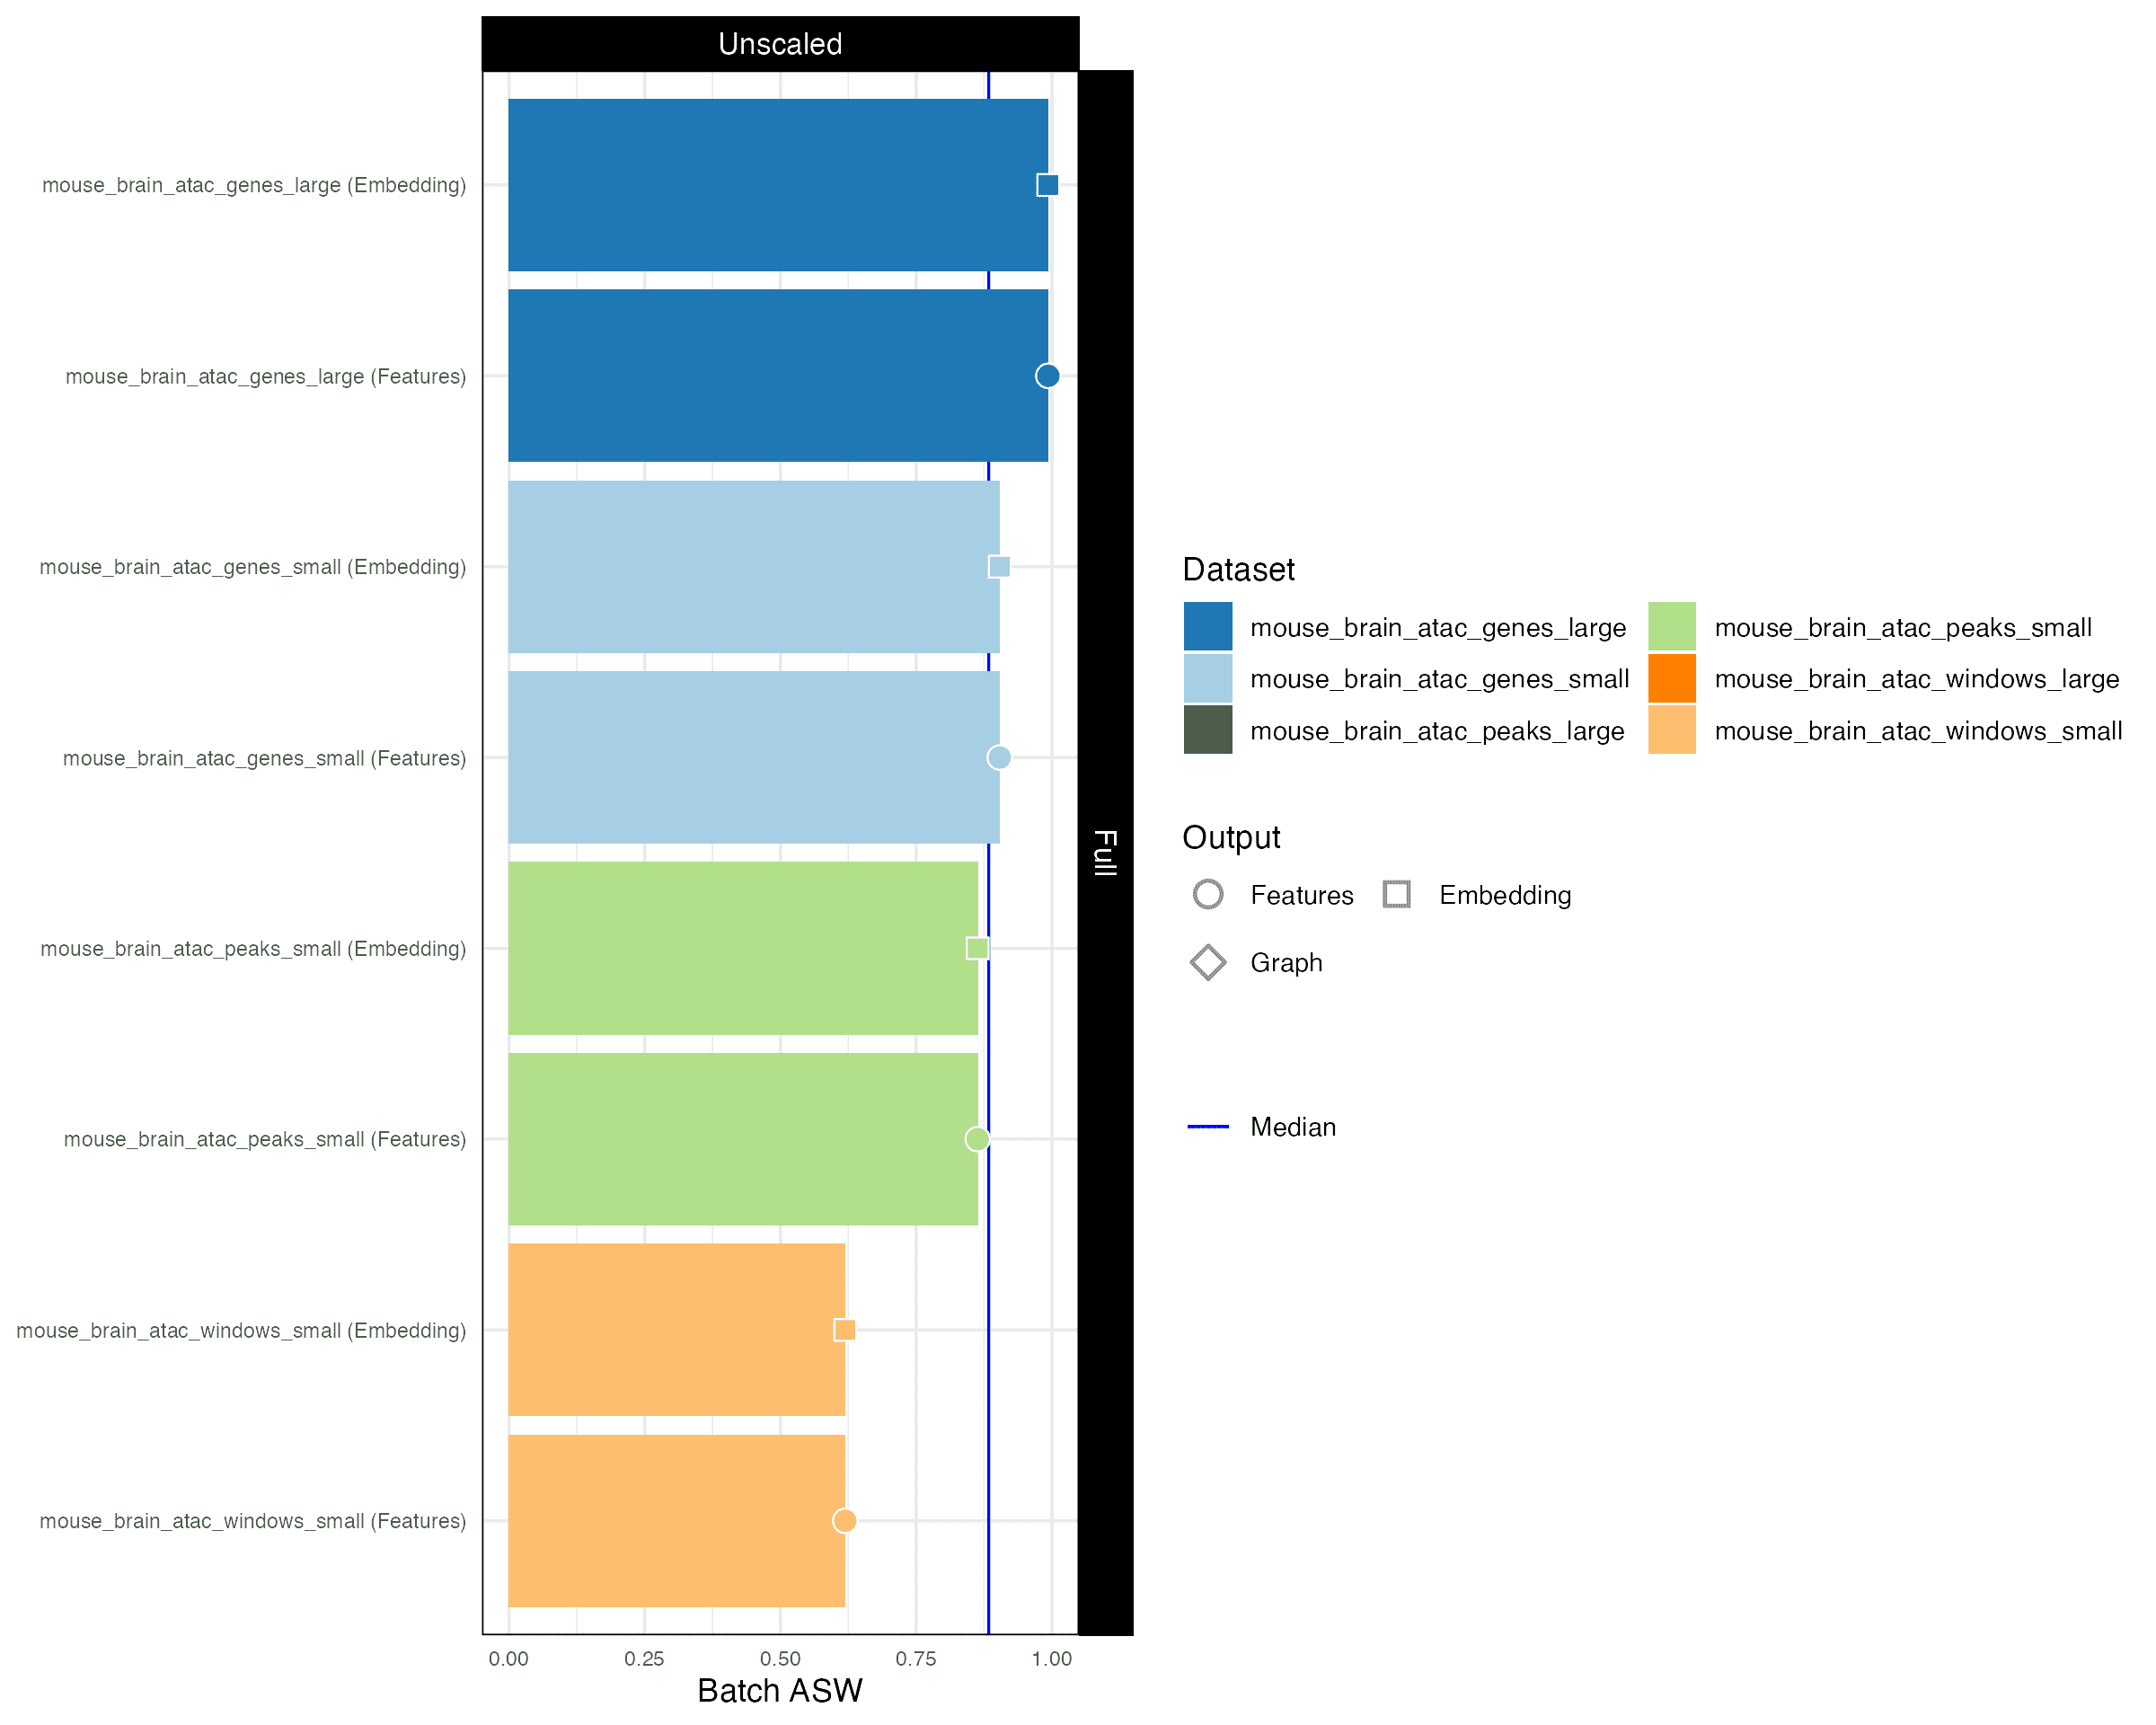 Unscaled
mouse_brain_atac_genes_large (Embedding)
mouse_brain_atac_genes_large (Features)
mouse_brain_atac_genes_small (Embedding)
mouse_brain_atac_genes_small (Features)
mouse_brain_atac_peaks_small (Embedding)
mouse_brain_atac_peaks_small (Features)
mouse_brain_atac_windows_small (Embedding)
mouse_brain_atac_windows_small (Features)
0.00 0.25 0.50 0.75 1.00
Batch ASW
Full
Dataset
mouse_brain_atac_genes_large mouse_brain_atac_peaks_small
mouse_brain_atac_genes_small mouse_brain_atac_windows_large
mouse_brain_atac_peaks_large mouse_brain_atac_windows_small
Output
Features Embedding
Graph
Median